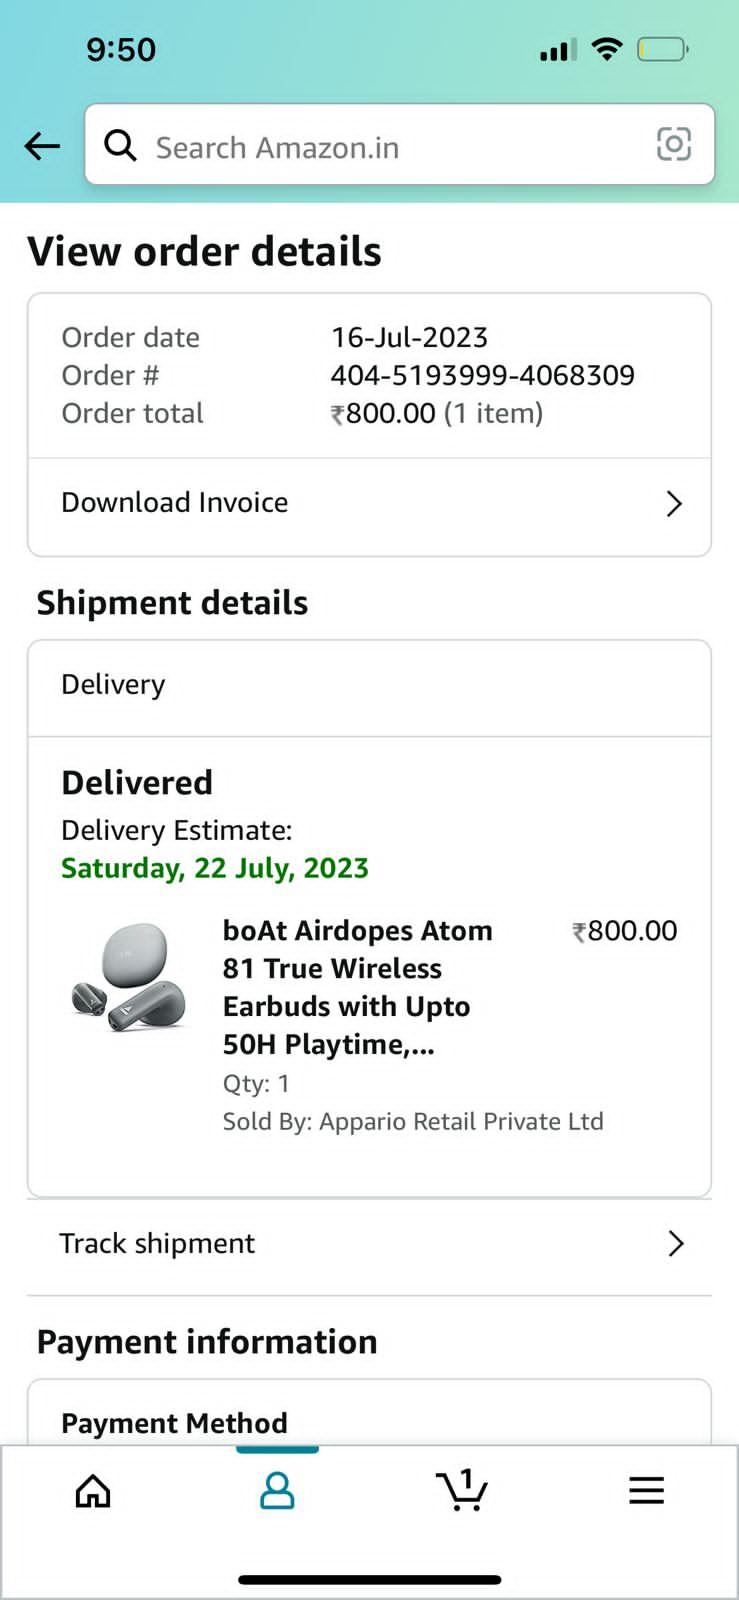 9:50
Search Amazon.in
View order details
Order date 16-Jul-2023
Order # 404-5193999-4068309
Order total ₹800.00 (1 item)
Download Invoice
Shipment details
Delivery
Delivered
Delivery Estimate:
Saturday, 22 July, 2023
boAt Airdopes Atom ₹800.00
81 True Wireless
Earbuds with Upto
50H Playtime,...
Qty: 1
Sold By: Appario Retail Private Ltd
Track shipment
Payment information
Payment Method
1